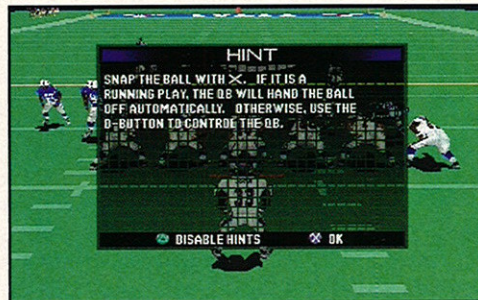 HINT
SNAP THE BALL WITH X. IF IT IS A
RUNNING PLAY, THE QB WILL HAND THE BALL
OFF AUTOMATICALLY. OTHERWISE, USE THE
D-BUTTON TO CONTROL THE QB.
DISABLE HINTS OK